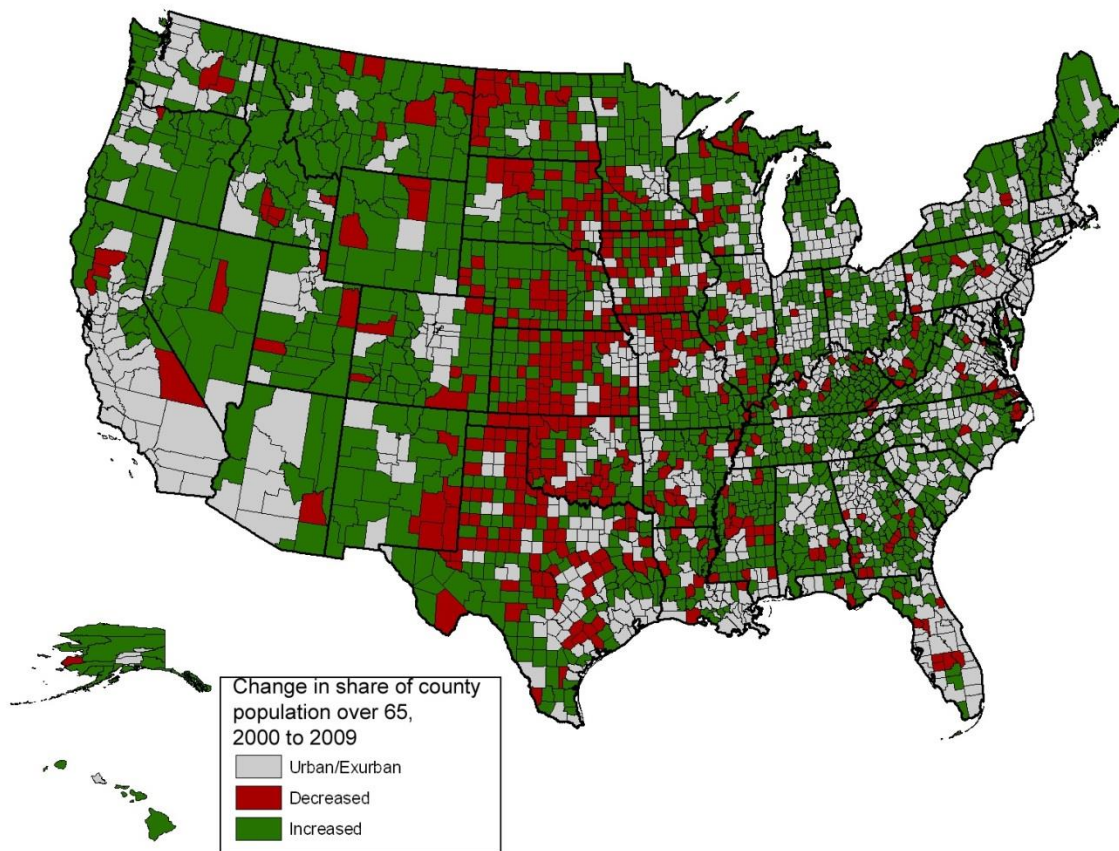 Change in share of county
population over 65,
2000 to 2009
Urban/Exurban
Decreased
Increased